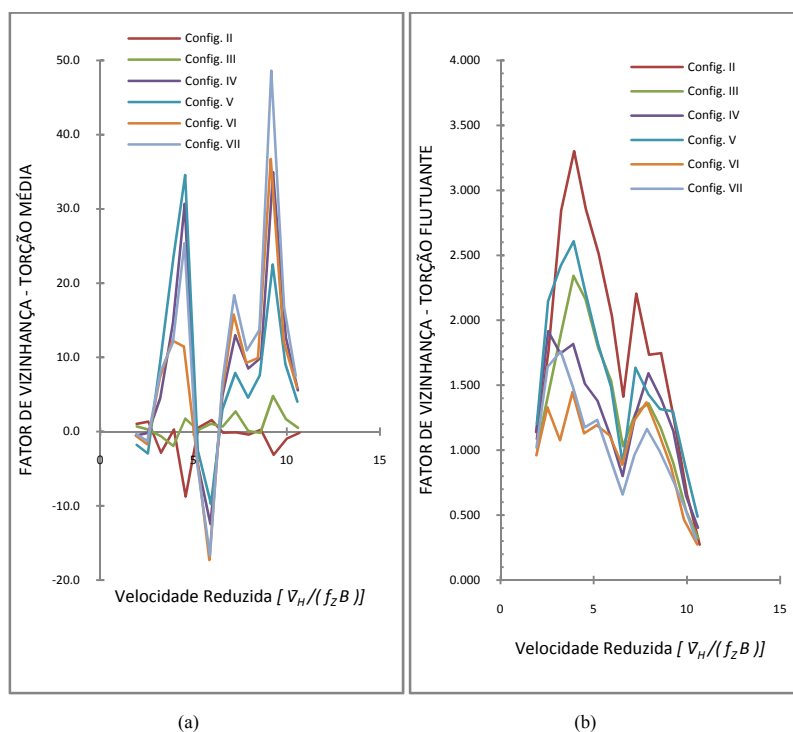 Config. II
Config. III
Config. IV
Config. V
Config. VI
Config. VII
50.0
40.0
30.0
20.0
10.0
0.0
-10.0
-20.0
0
5
10
15
FATOR DE VIZINHANÇA - TORÇÃO MÉDIA
Velocidade Reduzida [ V̅H/( fZB )]
(a)
Config. II
Config. III
Config. IV
Config. V
Config. VI
Config. VII
4.000
3.500
3.000
2.500
2.000
1.500
1.000
0.500
0.000
0
5
10
15
FATOR DE VIZINHANÇA - TORÇÃO FLUTUANTE
Velocidade Reduzida [ V̅H/( fZB )]
(b)